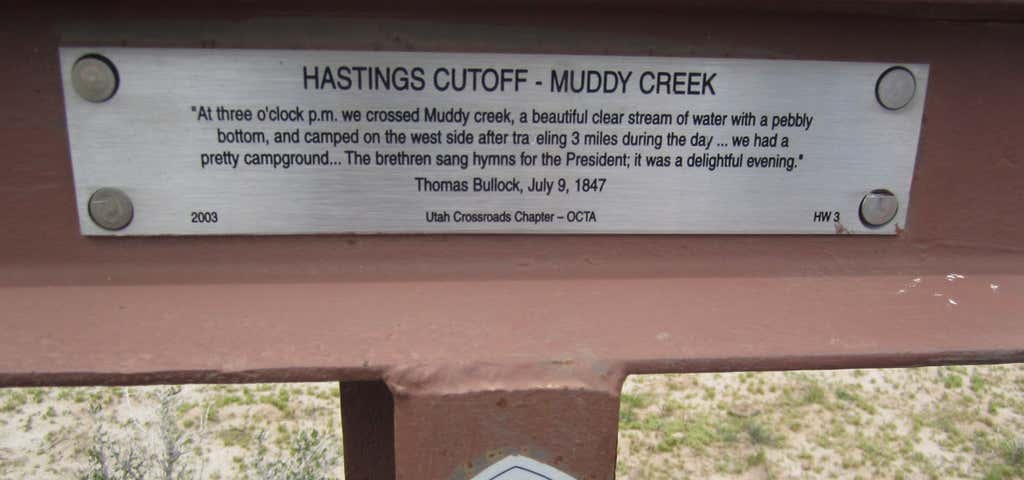 HASTINGS CUTOFF - MUDDY CREEK
"At three o'clock p.m. we crossed Muddy creek, a beautiful clear stream of water with a pebbly
bottom, and camped on the west side after tra eling 3 miles during the day ... we had a
pretty campground... The brethren sang hymns for the President; it was a delightful evening."
Thomas Bullock, July 9, 1847
2003 Utah Crossroads Chapter – OCTA HW 3